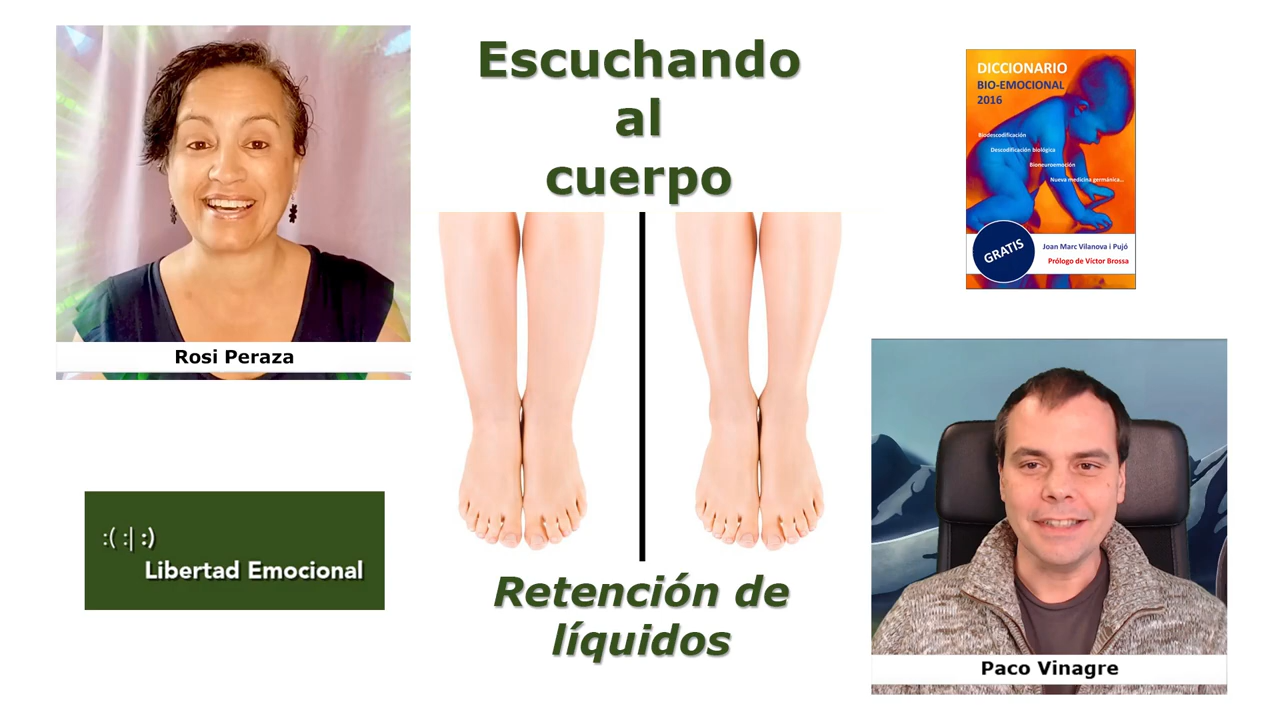 Escuchando
al
cuerpo
Rosi Peraza
DICCIONARIO
BIO-EMOCIONAL
2016
Biodescodificación
Descodificación biológica
Bioneuroemoción
Nueva medicina germánica...
GRATIS
Joan Marc Vilanova i Pujó
Prólogo de Víctor Brossa
:( :| :)
Libertad Emocional
Retención de
líquidos
Paco Vinagre